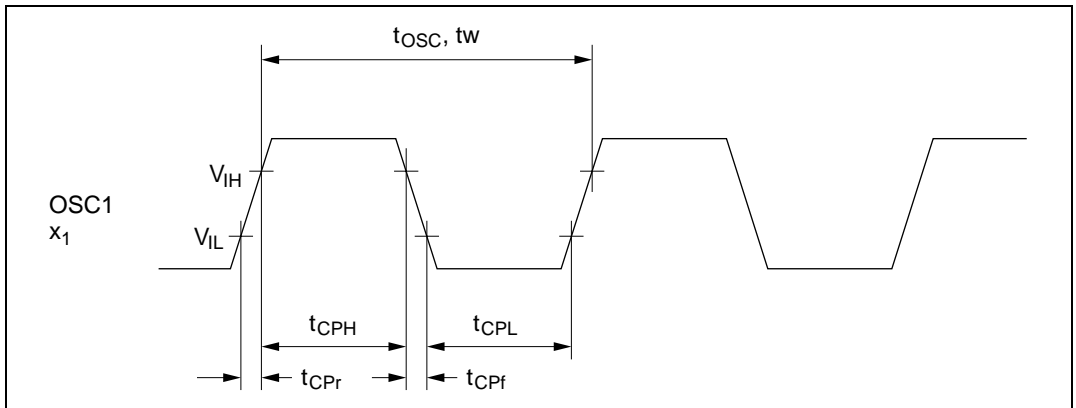 tOSC, tw
VIH
OSC1
x1
VIL
tCPH
tCPL
tCPr
tCPf